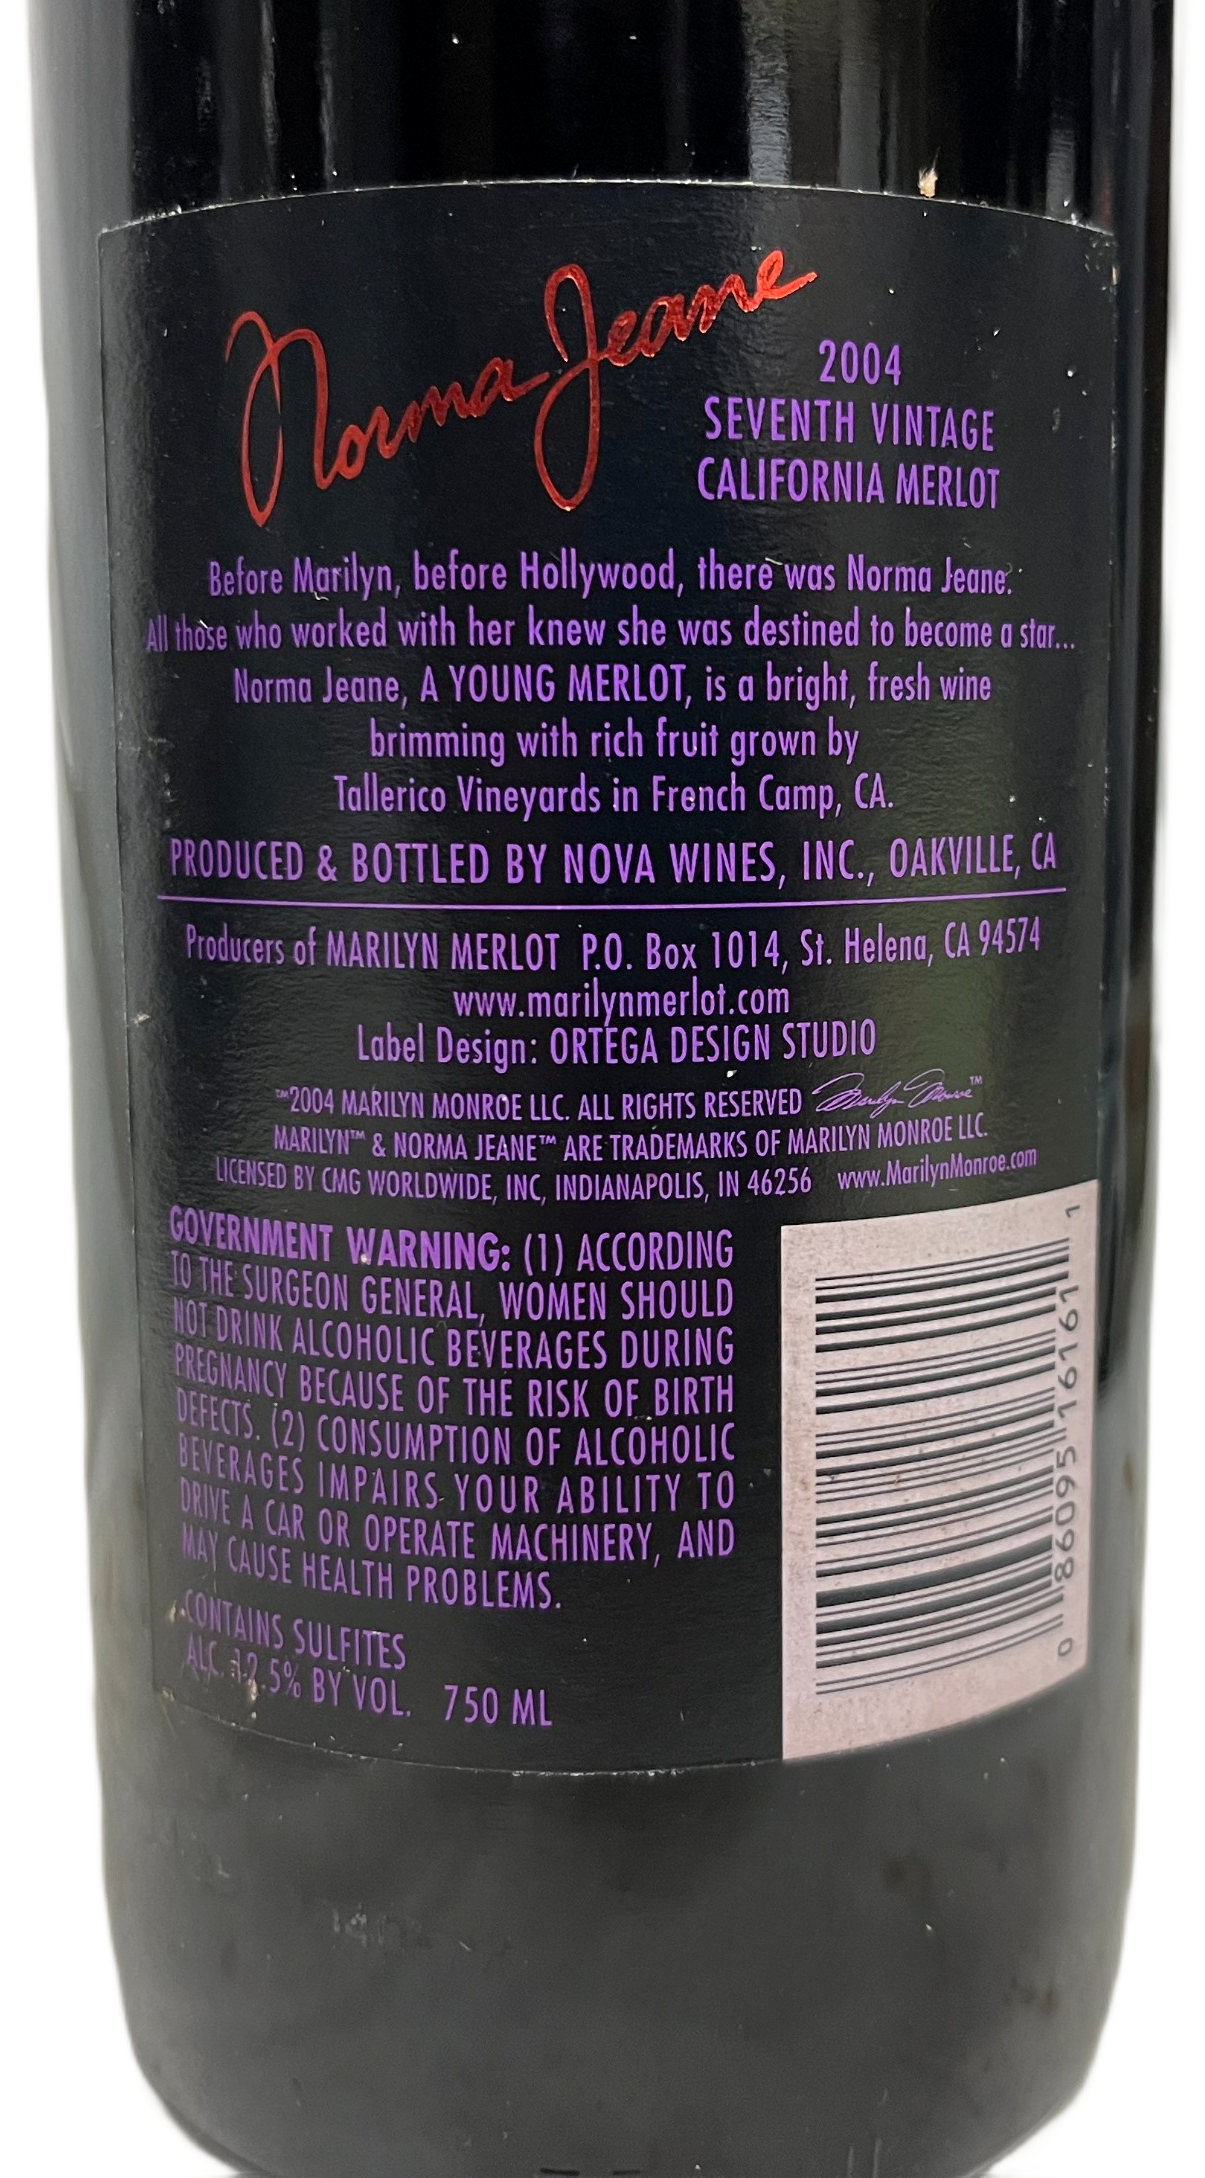 Norma Jeane
2004
SEVENTH VINTAGE
CALIFORNIA MERLOT
Before Marilyn, before Hollywood, there was Norma Jeane.
All those who worked with her knew she was destined to become a star...
Norma Jeane, A YOUNG MERLOT, is a bright, fresh wine
brimming with rich fruit grown by
Tallerico Vineyards in French Camp, CA.
PRODUCED & BOTTLED BY NOVA WINES, INC., OAKVILLE, CA
Producers of MARILYN MERLOT P.O. Box 1014, St. Helena, CA 94574
www.marilynmerlot.com
Label Design: ORTEGA DESIGN STUDIO
™2004 MARILYN MONROE LLC. ALL RIGHTS RESERVED Marilyn Monroe™
MARILYN™ & NORMA JEANE™ ARE TRADEMARKS OF MARILYN MONROE LLC.
LICENSED BY CMG WORLDWIDE, INC, INDIANAPOLIS, IN 46256 www.MarilynMonroe.com
GOVERNMENT WARNING: (1) ACCORDING
TO THE SURGEON GENERAL, WOMEN SHOULD
NOT DRINK ALCOHOLIC BEVERAGES DURING
PREGNANCY BECAUSE OF THE RISK OF BIRTH
DEFECTS. (2) CONSUMPTION OF ALCOHOLIC
BEVERAGES IMPAIRS YOUR ABILITY TO
DRIVE A CAR OR OPERATE MACHINERY, AND
MAY CAUSE HEALTH PROBLEMS.
CONTAINS SULFITES
ALC. 12.5% BY VOL. 750 ML
0 86095 16161 1